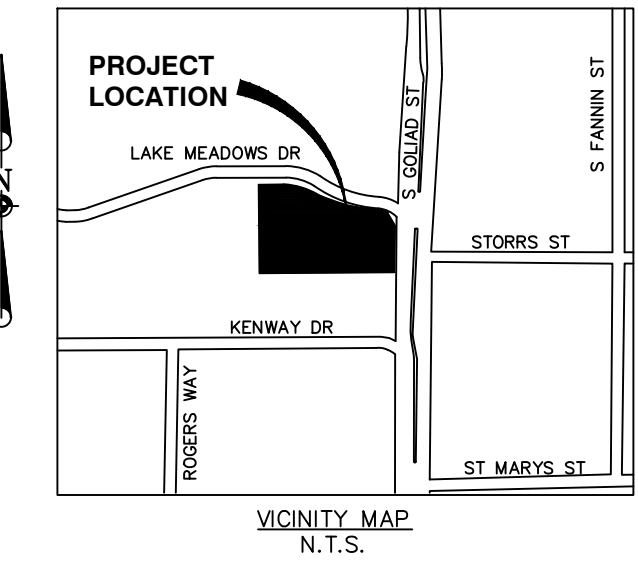 PROJECT
LOCATION
LAKE MEADOWS DR
S GOLIAD ST
S FANNIN ST
STORRS ST
KENWAY DR
ROGERS WAY
ST MARYS ST
VICINITY MAP
N.T.S.